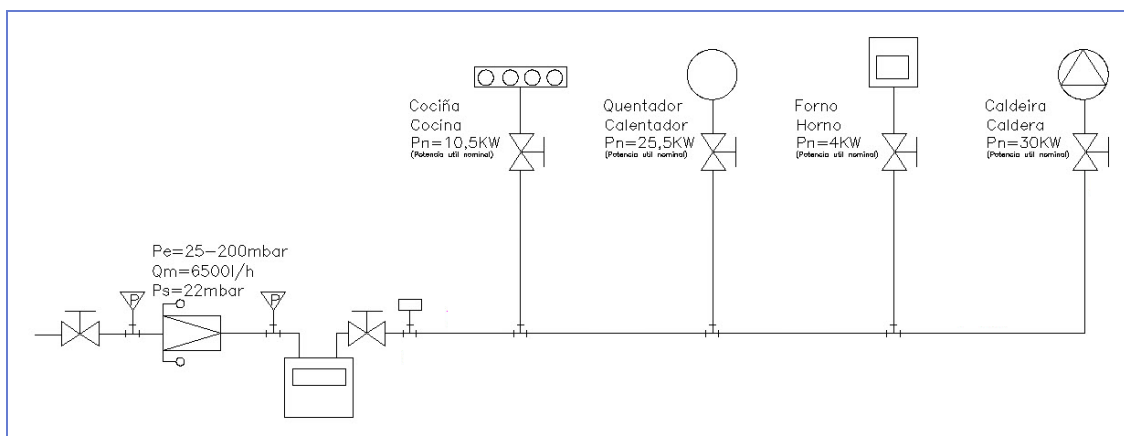 Cociña
Cocina
Pn=10,5KW
(Potencia util nominal)
Quentador
Calentador
Pn=25,5KW
(Potencia util nominal)
Forno
Horno
Pn=4KW
(Potencia util nominal)
Caldeira
Caldera
Pn=30KW
(Potencia util nominal)
Pe=25-200mbar
Qm=6500l/h
Ps=22mbar
P
P